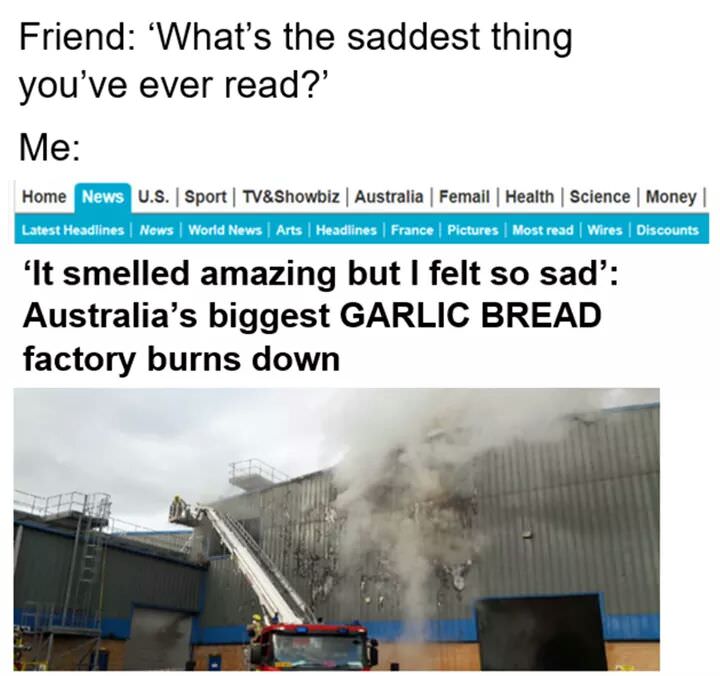 Friend: ‘What’s the saddest thing
you’ve ever read?’
Me:
Home News U.S. | Sport | TV&Showbiz | Australia | Femail | Health | Science | Money |
Latest Headlines | News | World News | Arts | Headlines | France | Pictures | Most read | Wires | Discounts
‘It smelled amazing but I felt so sad’:
Australia’s biggest GARLIC BREAD
factory burns down